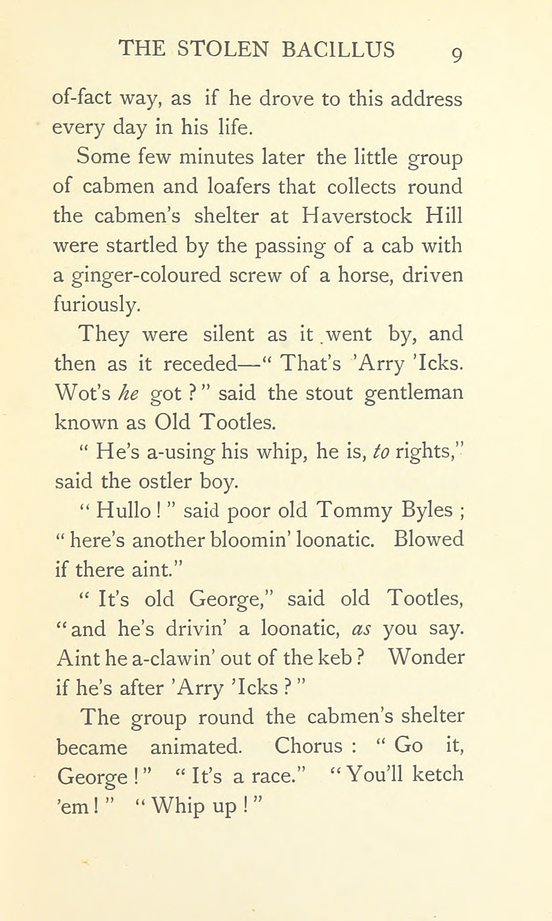 THE STOLEN BACILLUS 9
of-fact way, as if he drove to this address
every day in his life.
Some few minutes later the little group
of cabmen and loafers that collects round
the cabmen's shelter at Haverstock Hill
were startled by the passing of a cab with
a ginger-coloured screw of a horse, driven
furiously.
They were silent as it went by, and
then as it receded—“ That's 'Arry 'Icks.
Wot's he got ? ” said the stout gentleman
known as Old Tootles.
“ He's a-using his whip, he is, to rights,”
said the ostler boy.
“ Hullo ! ” said poor old Tommy Byles ;
“ here's another bloomin' loonatic. Blowed
if there aint.”
“ It's old George,” said old Tootles,
“ and he's drivin' a loonatic, as you say.
Aint he a-clawin' out of the keb ? Wonder
if he's after 'Arry 'Icks ? ”
The group round the cabmen's shelter
became animated. Chorus : “ Go it,
George ! ” “ It's a race.” “ You'll ketch
'em ! ” “ Whip up ! ”